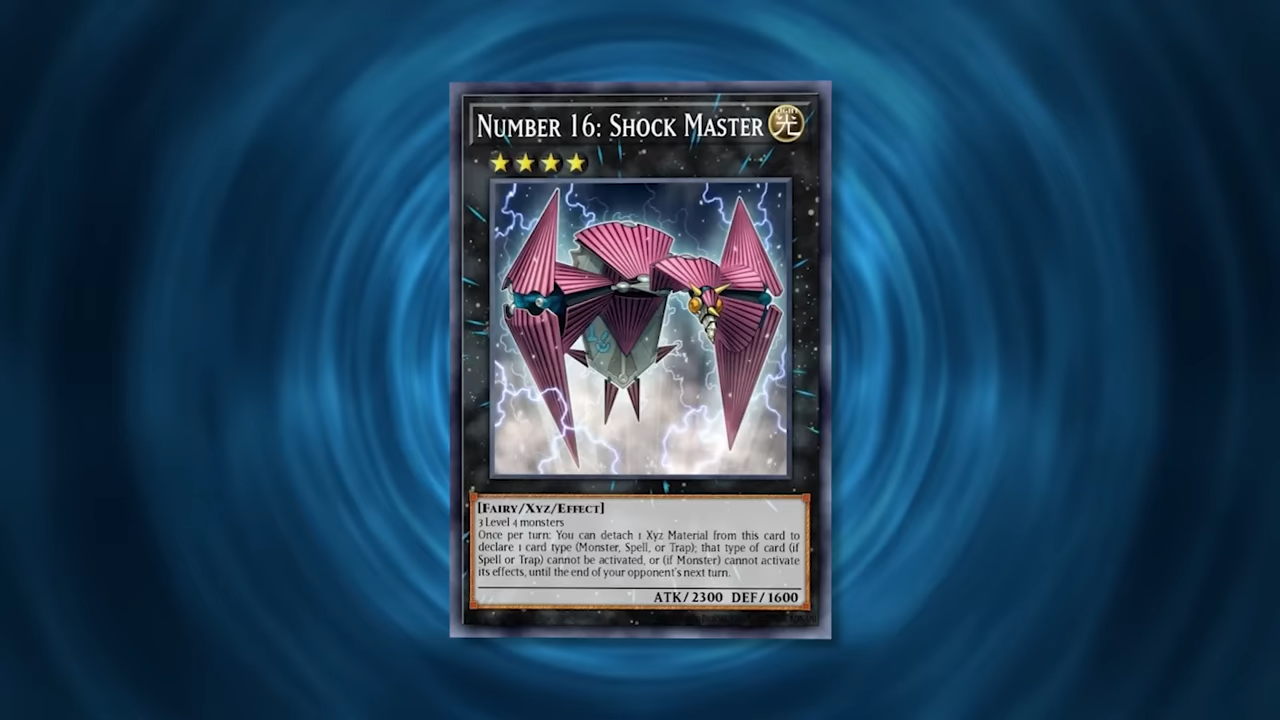 Number 16: Shock Master
LIGHT
光
[Fairy/Xyz/Effect]
3 Level 4 monsters
Once per turn: You can detach 1 Xyz Material from this card to
declare 1 card type (Monster, Spell, or Trap); that type of card (if
Spell or Trap) cannot be activated, or (if Monster) cannot activate
its effects, until the end of your opponent's next turn.
ATK/2300 DEF/1600